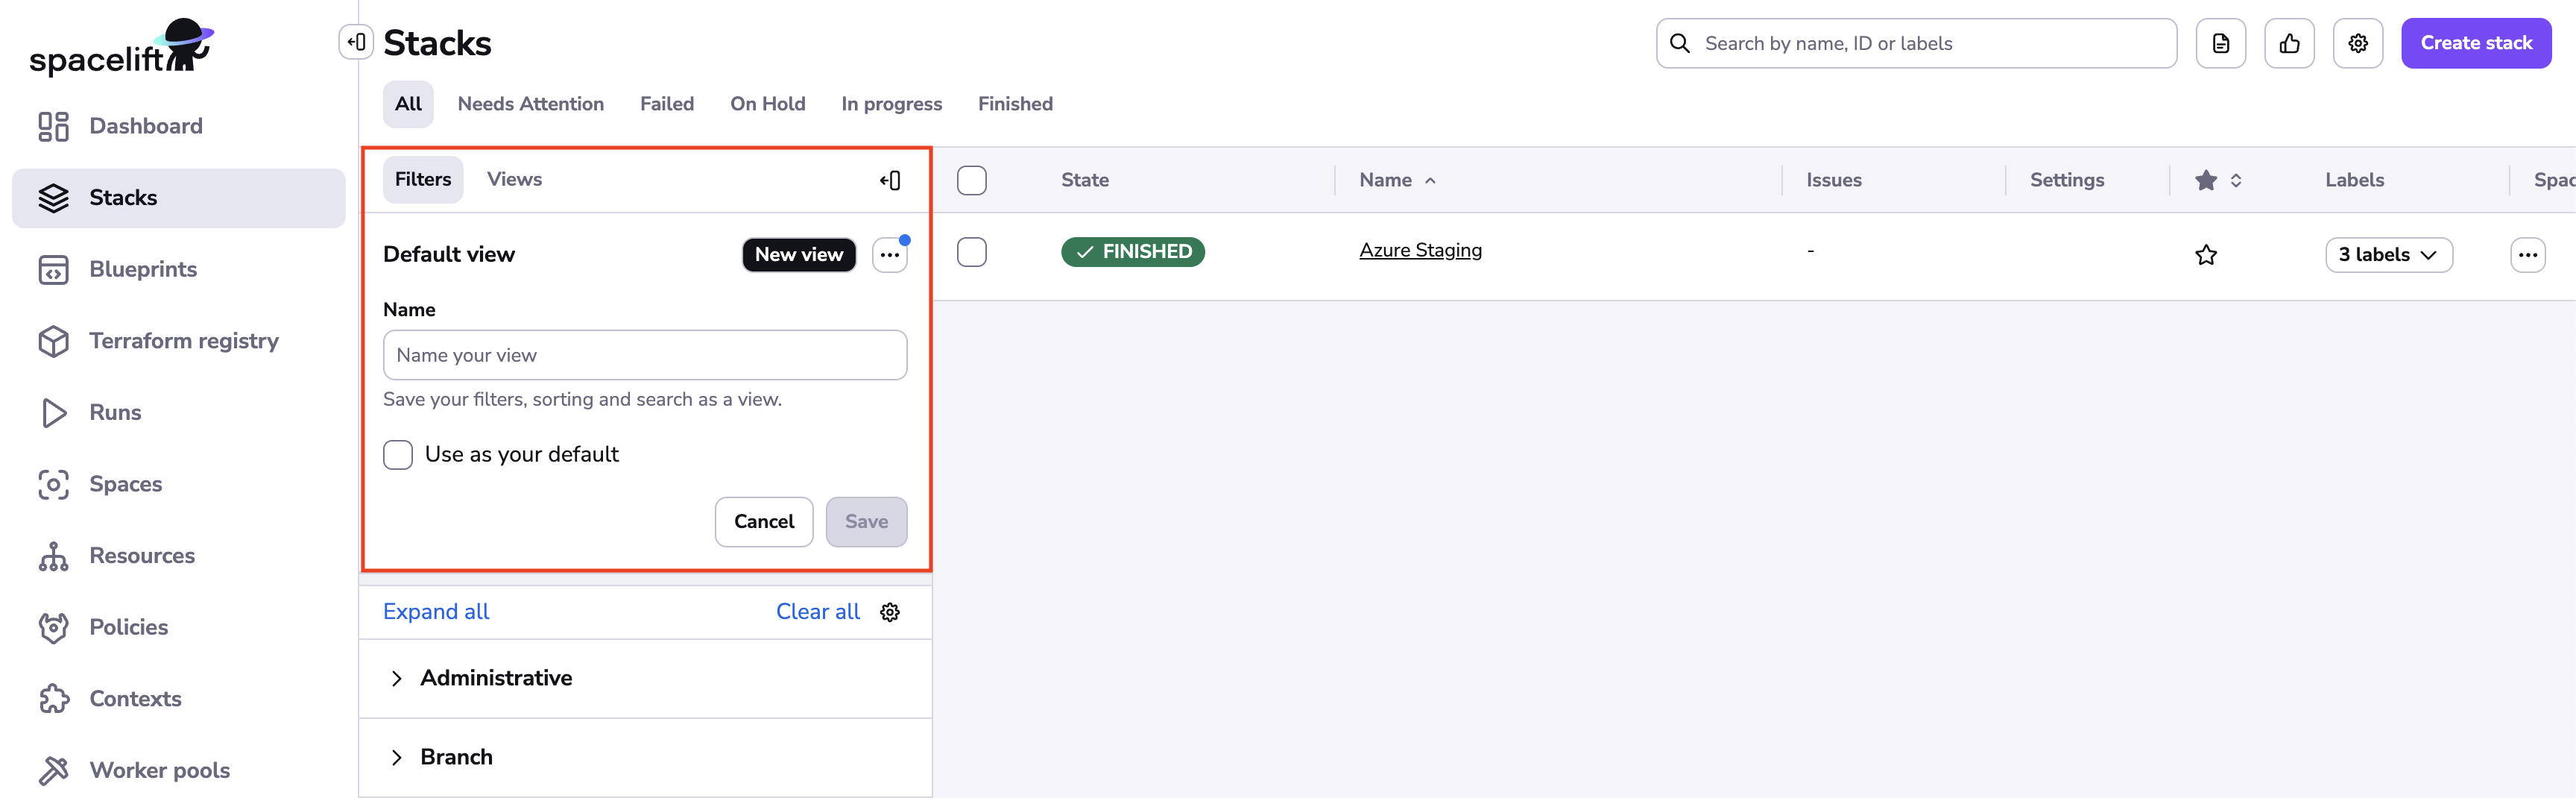 spacelift
Dashboard
Stacks
Blueprints
Terraform registry
Runs
Spaces
Resources
Policies
Contexts
Worker pools
Stacks
Search by name, ID or labels
Create stack
All Needs Attention Failed On Hold In progress Finished
Filters Views
Default view New view
Name
Name your view
Save your filters, sorting and search as a view.
Use as your default
Cancel Save
Expand all Clear all
Administrative
Branch
State Name Issues Settings Labels Spac
FINISHED Azure Staging - 3 labels